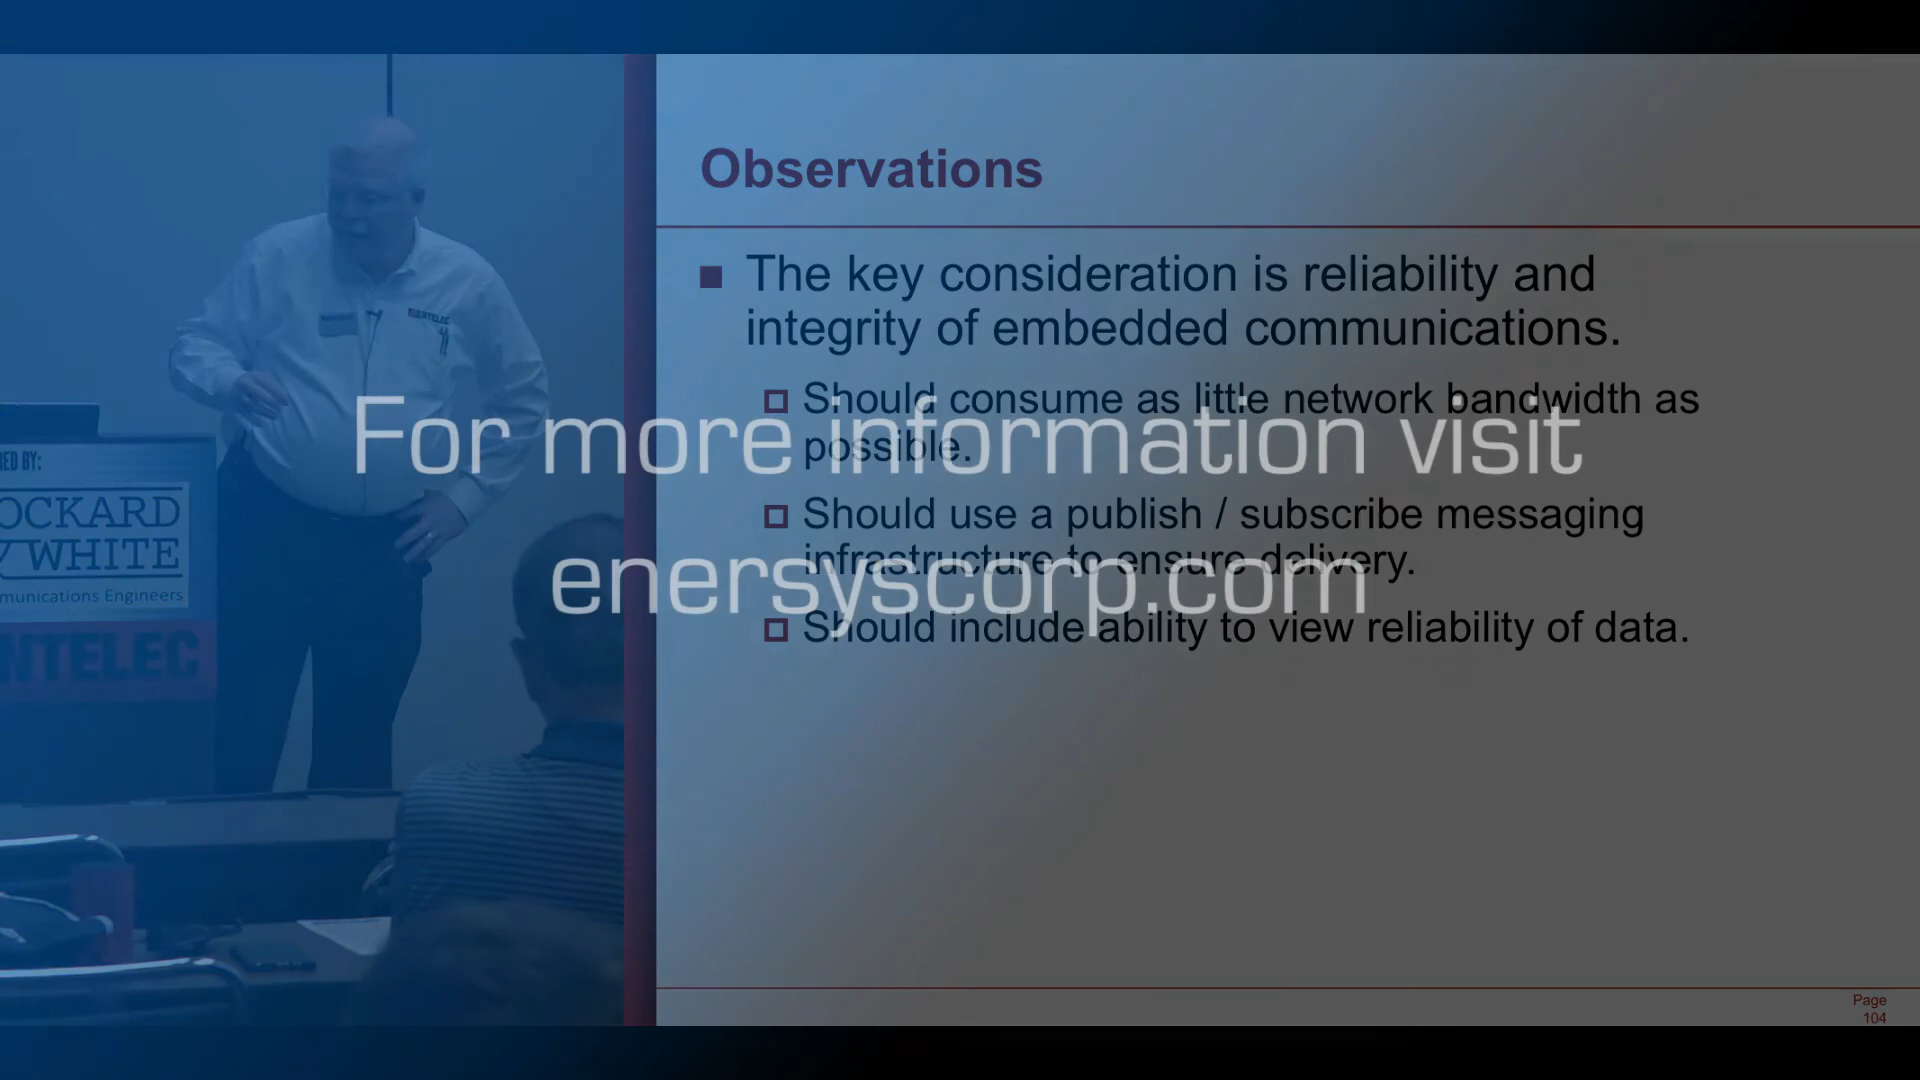 Observations
The key consideration is reliability and
integrity of embedded communications.
Should consume as little network bandwidth as
possible.
Should use a publish / subscribe messaging
infrastructure to ensure delivery.
Should include ability to view reliability of data.
For more information visit
enersyscorp.com
RED BY:
OCKARD
WHITE
munications Engineers
NTELEC
ENTELEC
Page
104